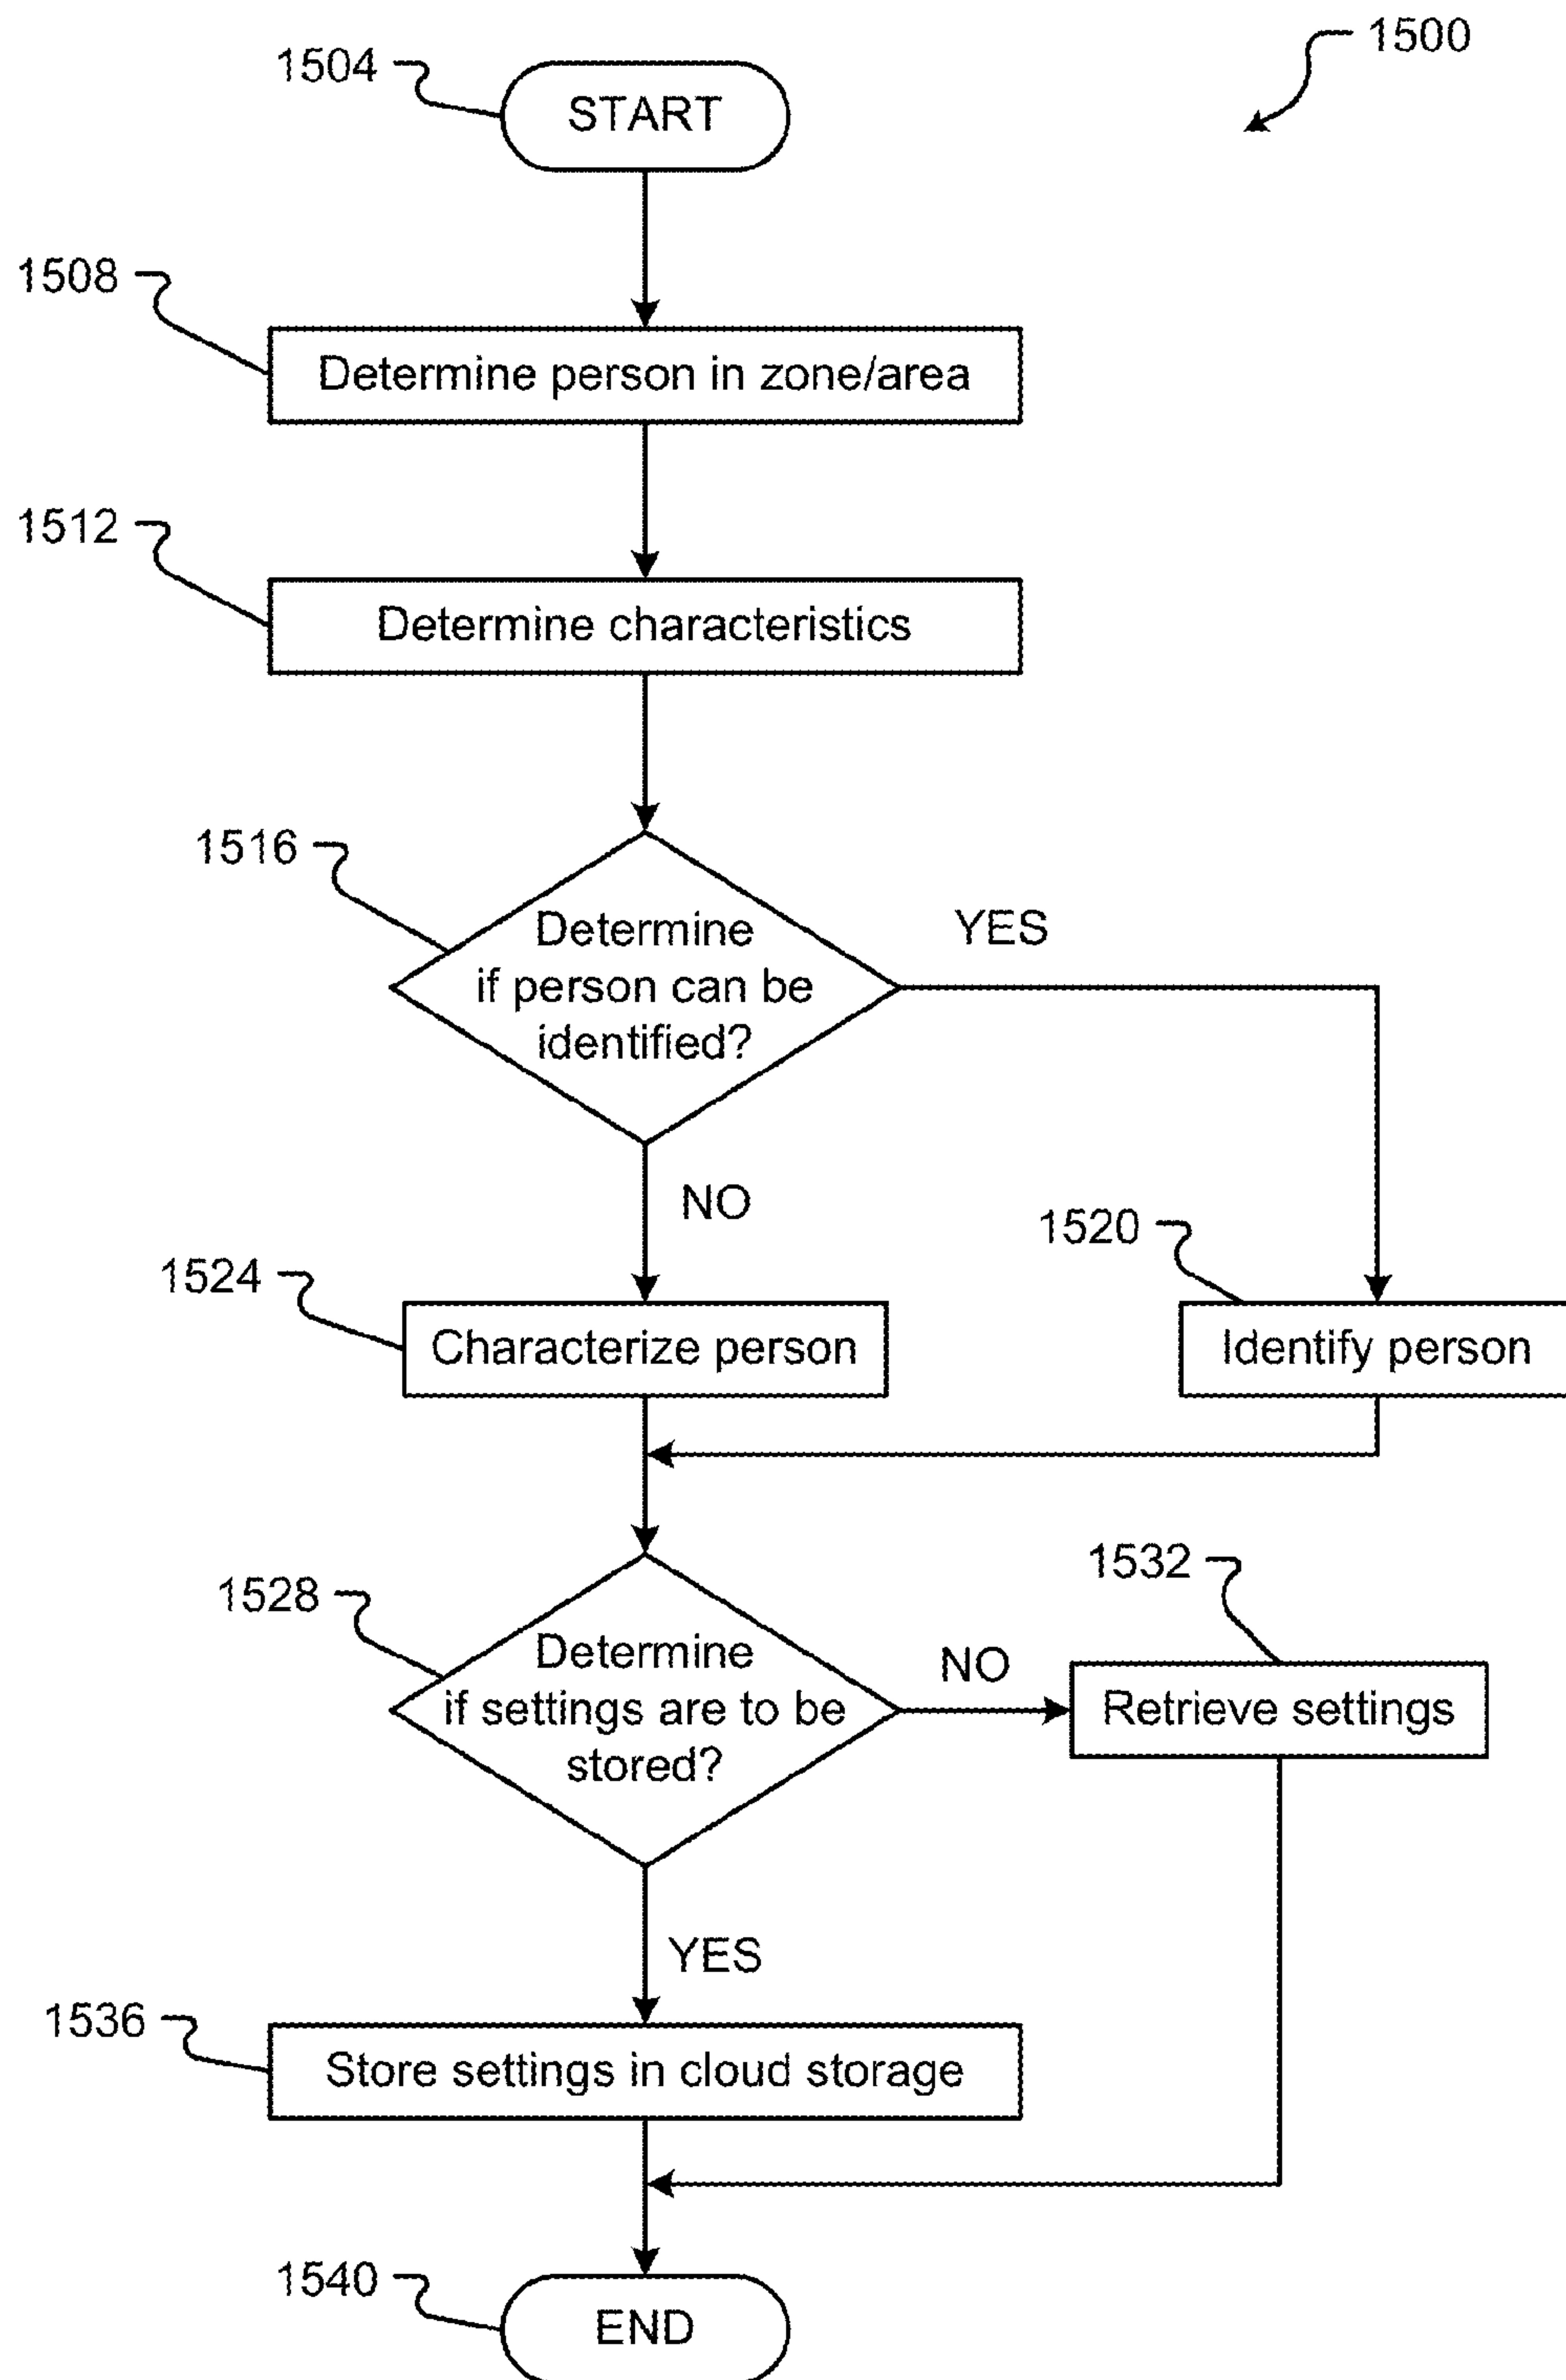 1500
1504
START
1508
Determine person in zone/area
1512
Determine characteristics
1516
Determine
if person can be
identified?
YES
NO
1520
1524
Characterize person
Identify person
1528
Determine
if settings are to be
stored?
NO
1532
Retrieve settings
YES
1536
Store settings in cloud storage
1540
END